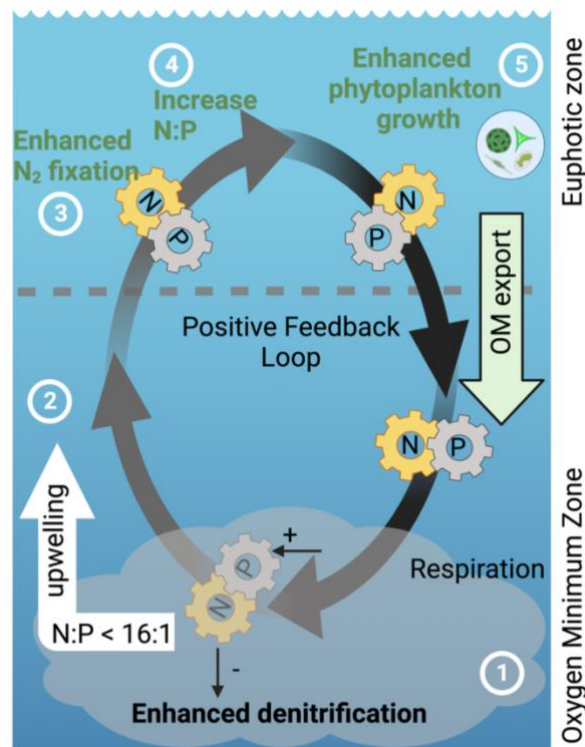 4
5
Increase
N:P
Enhanced
phytoplankton
growth
Enhanced
N₂ fixation
3
N
P
N
P
Euphotic zone
OM export
Positive Feedback
Loop
2
N
P
upwelling
N:P < 16:1
+
P
N
Respiration
-
1
Enhanced denitrification
Oxygen Minimum Zone